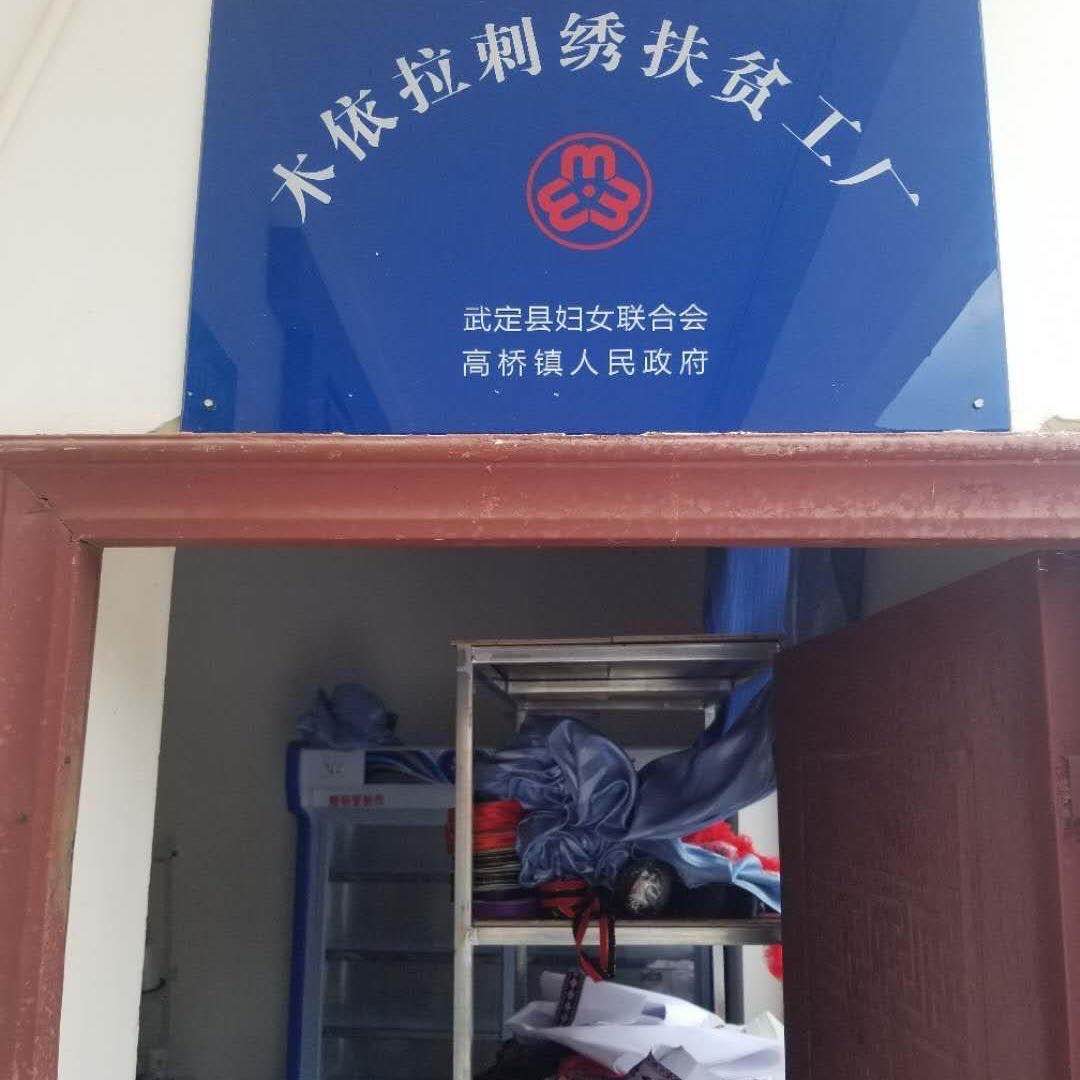 木依拉刺绣扶贫工厂
武定县妇女联合会
高桥镇人民政府